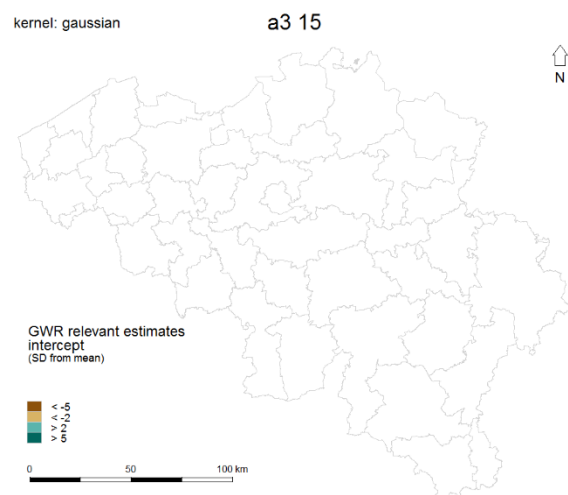 kernel: gaussian
a3 15
N
GWR relevant estimates
intercept
(SD from mean)
< -5
< -2
> 2
> 5
0 50 100 km